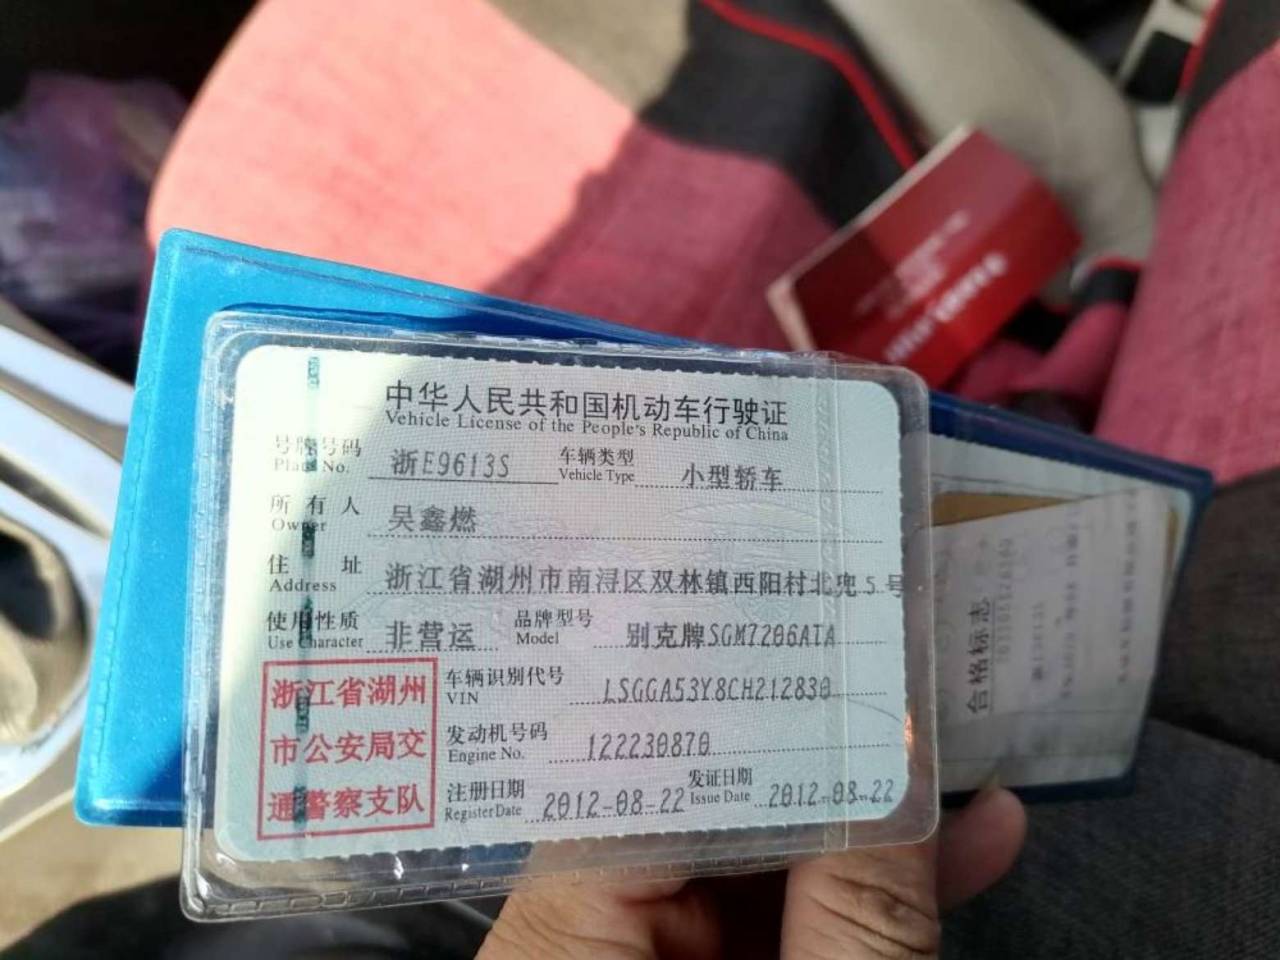 中华人民共和国机动车行驶证
Vehicle License of the People's Republic of China
号牌号码 浙E9613S 车辆类型 小型轿车
Plate No. Vehicle Type
所有人 吴鑫燃
Owner
住址 浙江省湖州市南浔区双林镇西阳村北兜5号
Address
使用性质 非营运 品牌型号 别克牌SGM7206ATA
Use Character Model
浙江省湖州
市公安局交
通警察支队
车辆识别代号 LSGGA53Y8CH212830
VIN
发动机号码 122230870
Engine No.
注册日期 2012-08-22 发证日期 2012-08-22
Register Date Issue Date
合格标志